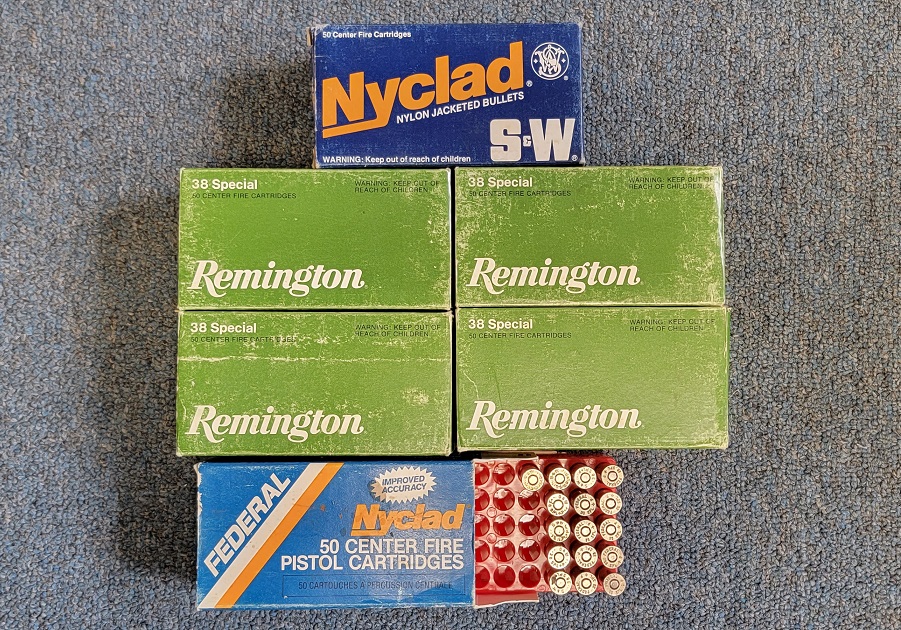 50 Center Fire Cartridges
Nyclad®
NYLON JACKETED BULLETS
S&W®
WARNING: Keep out of reach of children
38 Special
50 CENTER FIRE CARTRIDGES
WARNING: KEEP OUT OF
REACH OF CHILDREN
Remington
38 Special
50 CENTER FIRE CARTRIDGES
WARNING: KEEP OUT OF
REACH OF CHILDREN
Remington
38 Special
50 CENTER FIRE CARTRIDGES
WARNING: KEEP OUT OF
REACH OF CHILDREN
Remington
38 Special
50 CENTER FIRE CARTRIDGES
WARNING: KEEP OUT OF
REACH OF CHILDREN
Remington
FEDERAL
IMPROVED
ACCURACY
Nyclad
50 CENTER FIRE
PISTOL CARTRIDGES
50 CARTOUCHES A PERCUSSION CENTRALE